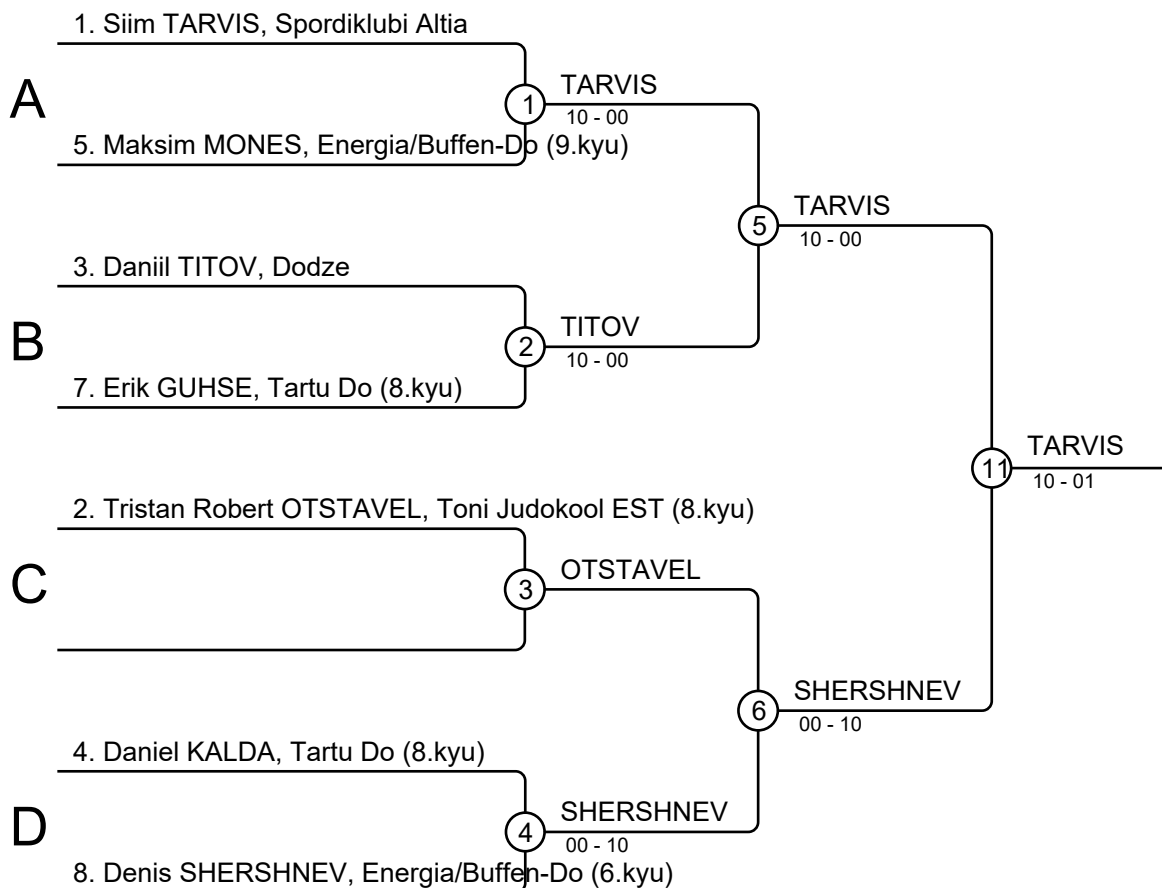 1. Siim TARVIS, Spordiklubi Altia
A
1
TARVIS
10 - 00
5. Maksim MONES, Energia/Buffen-Do (9.kyu)
5
TARVIS
10 - 00
3. Daniil TITOV, Dodze
B
2
TITOV
10 - 00
7. Erik GUHSE, Tartu Do (8.kyu)
11
TARVIS
10 - 01
2. Tristan Robert OTSTAVEL, Toni Judokool EST (8.kyu)
C
3
OTSTAVEL
6
SHERSHNEV
00 - 10
4. Daniel KALDA, Tartu Do (8.kyu)
D
4
SHERSHNEV
00 - 10
8. Denis SHERSHNEV, Energia/Buffen-Do (6.kyu)